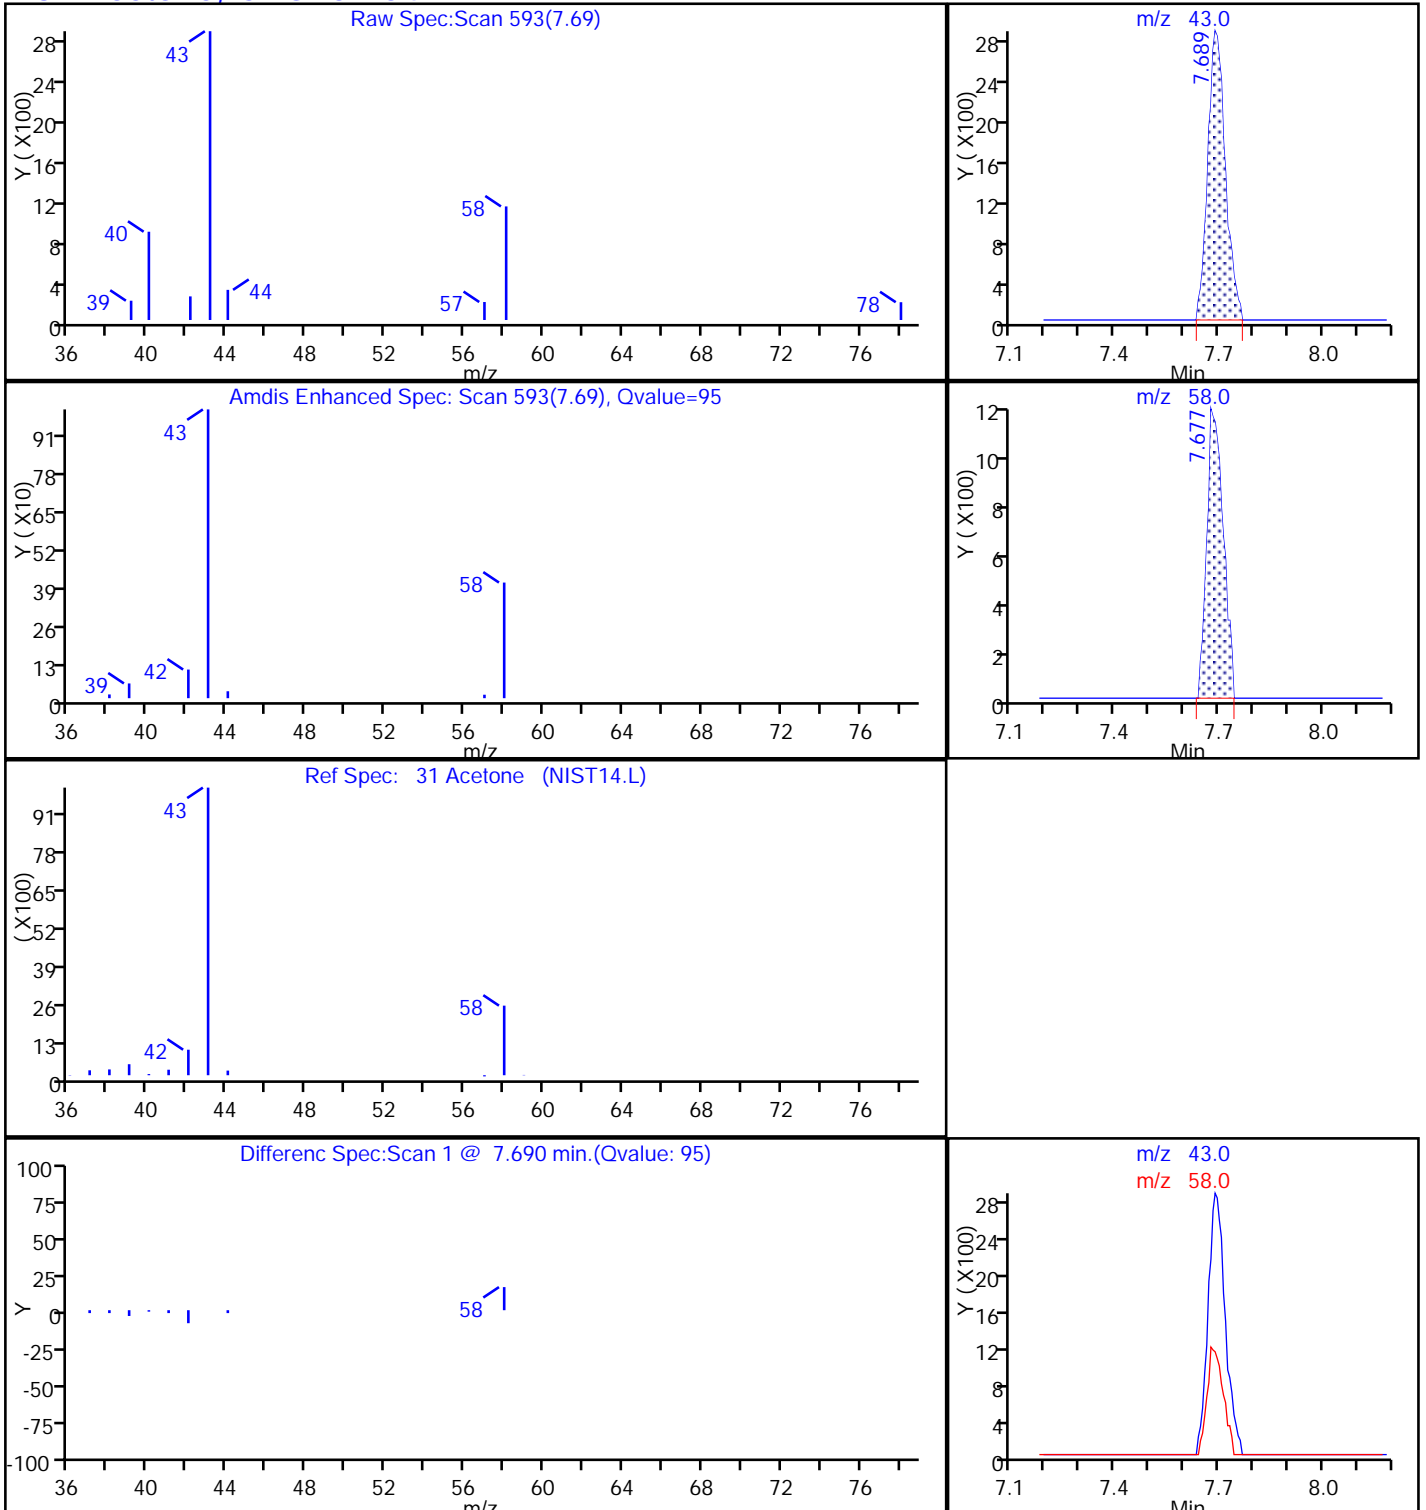 Raw Spec:Scan 593(7.69)
Y ( X100)
28
24
20
16
12
8
4
0
43
40
39
44
58
57
78
36 40 44 48 52 56 60 64 68 72 76
m/z
m/z 43.0
Y ( X100)
28
24
20
16
12
8
4
0
7.689
7.1 7.4 7.7 8.0
Min
Amdis Enhanced Spec: Scan 593(7.69), Qvalue=95
Y ( X10)
91
78
65
52
39
26
13
0
43
58
42
39
36 40 44 48 52 56 60 64 68 72 76
m/z
m/z 58.0
Y ( X100)
12
10
8
6
4
2
0
7.677
7.1 7.4 7.7 8.0
Min
Ref Spec: 31 Acetone (NIST14.L)
(X100)
91
78
65
52
39
26
13
0
43
58
42
36 40 44 48 52 56 60 64 68 72 76
Differenc Spec:Scan 1 @ 7.690 min.(Qvalue: 95)
Y
100
75
50
25
0
-25
-50
-75
-100
58
36 40 44 48 52 56 60 64 68 72 76
m/z
m/z 43.0
m/z 58.0
Y ( X100)
28
24
20
16
12
8
4
0
7.1 7.4 7.7 8.0
Min